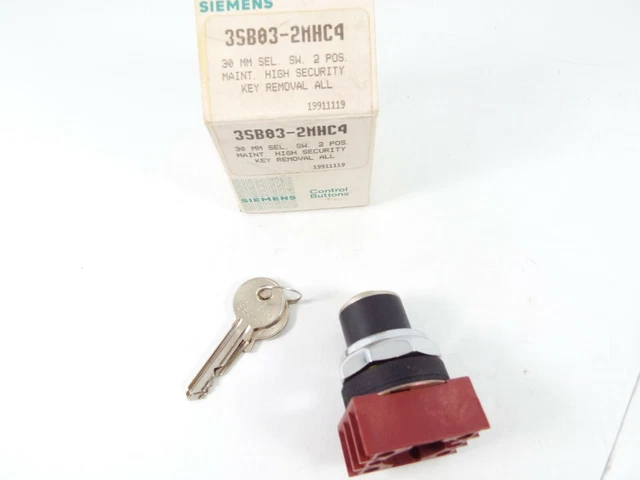 SIEMENS
3SB03-2MHC4
30 MM SEL. SW. 2 POS.
MAINT. HIGH SECURITY
KEY REMOVAL ALL
19911119
3SB03-2MHC4
30 MM SEL. SW. 2 POS.
MAINT. HIGH SECURITY
KEY REMOVAL ALL
19911119
SIEMENS
Control
Buttons